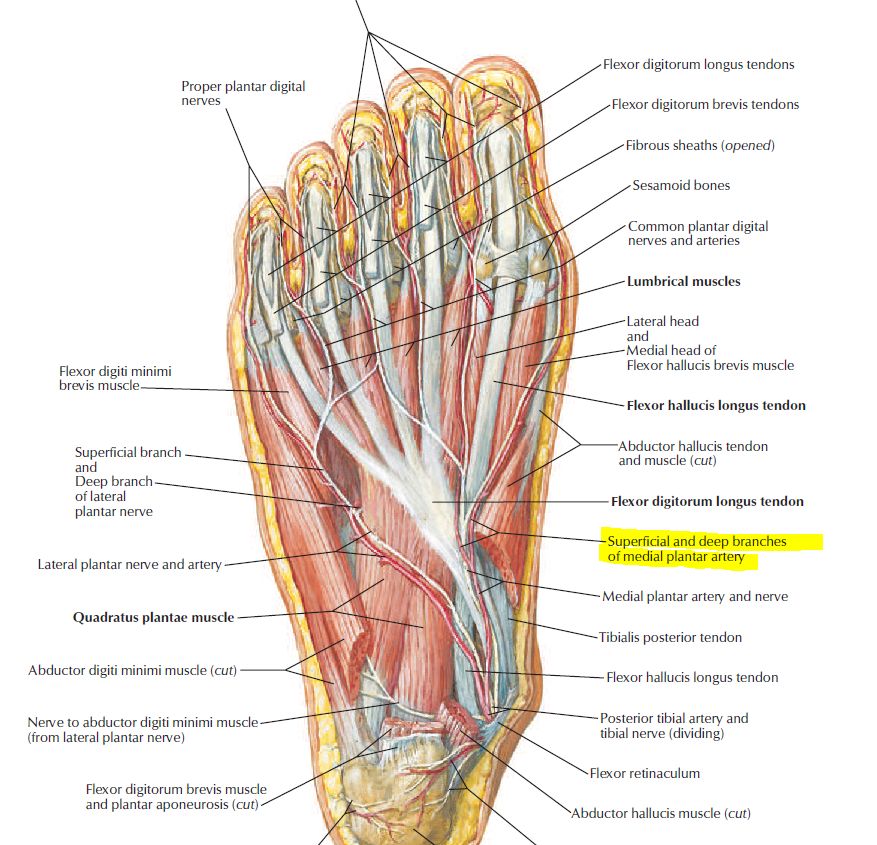 Proper plantar digital
nerves
Flexor digiti minimi
brevis muscle
Superficial branch
and
Deep branch
of lateral
plantar nerve
Lateral plantar nerve and artery
Quadratus plantae muscle
Abductor digiti minimi muscle (cut)
Nerve to abductor digiti minimi muscle
(from lateral plantar nerve)
Flexor digitorum brevis muscle
and plantar aponeurosis (cut)
Flexor digitorum longus tendons
Flexor digitorum brevis tendons
Fibrous sheaths (opened)
Sesamoid bones
Common plantar digital
nerves and arteries
Lumbrical muscles
Lateral head
and
Medial head of
Flexor hallucis brevis muscle
Flexor hallucis longus tendon
Abductor hallucis tendon
and muscle (cut)
Flexor digitorum longus tendon
Superficial and deep branches
of medial plantar artery
Medial plantar artery and nerve
Tibialis posterior tendon
Flexor hallucis longus tendon
Posterior tibial artery and
tibial nerve (dividing)
Flexor retinaculum
Abductor hallucis muscle (cut)